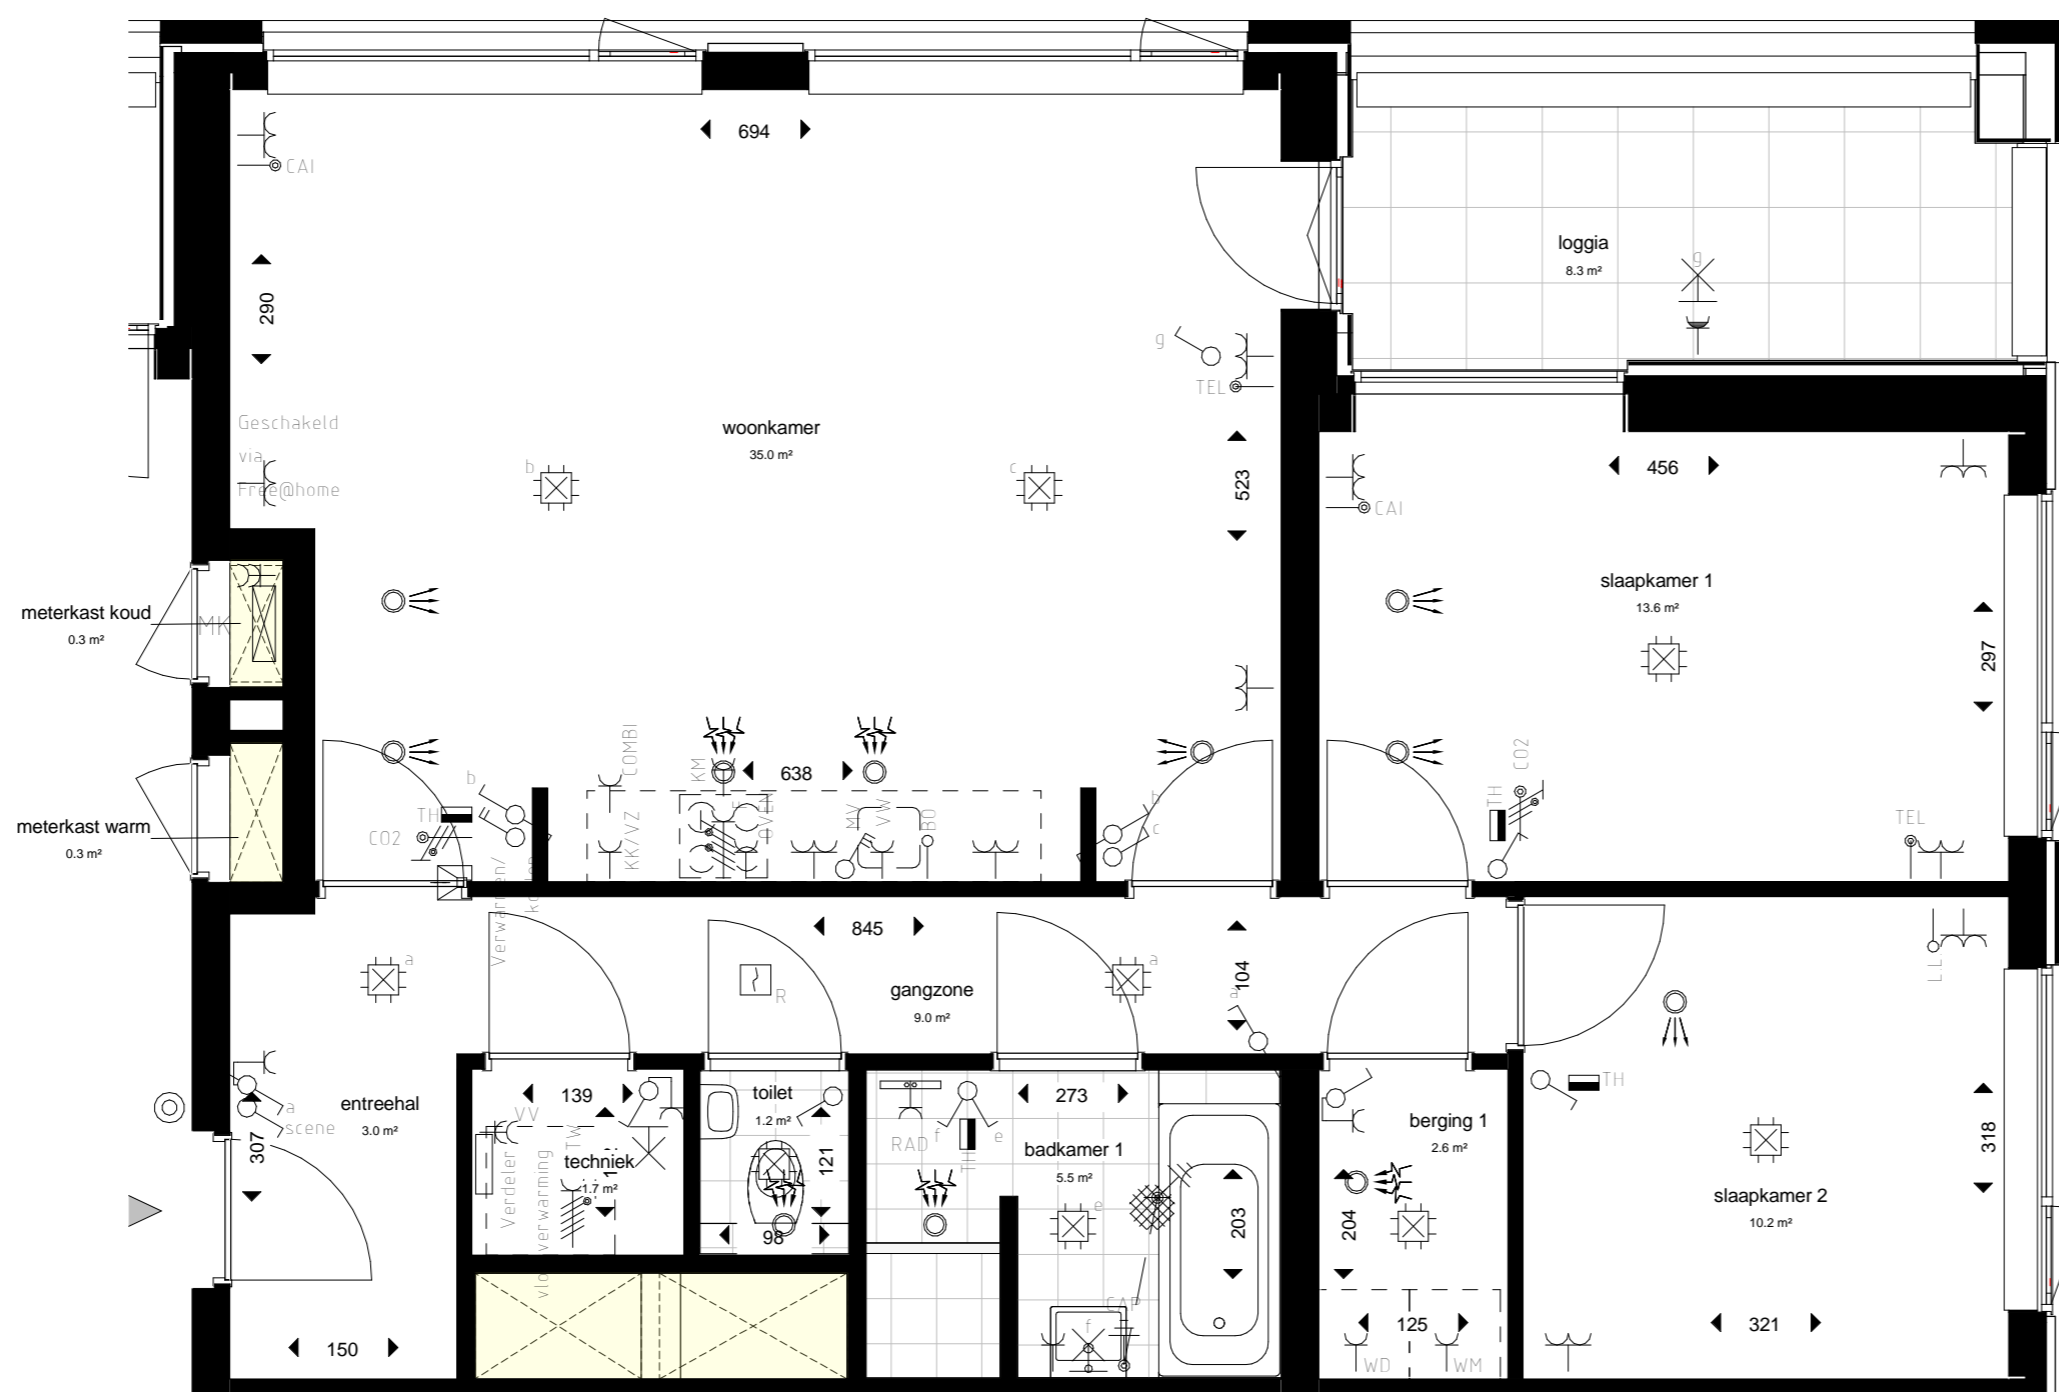 694
CAI
loggia
8.3 m²
g
290
g
TEL
Geschakeld
via
Free@home
woonkamer
35.0 m²
b
c
523
456
CAI
slaapkamer 1
13.6 m²
297
meterkast koud
0.3 m²
MK
COMBI
KM
638
CO2
TH
meterkast warm
0.3 m²
TH
CO2
b
KK/VZ
OVEN
MV
VW
BO
b
c
TEL
Verwarmen/
845
a
R
gangzone
9.0 m²
a
104
a
LL
entreehal
3.0 m²
a
scene
307
139
VV
TW
techniek
1.7 m²
Verdeler
toilet
1.2 m²
121
98
RAD
f
TH
e
273
badkamer 1
5.5 m²
e
203
CAP
f
berging 1
2.6 m²
204
125
WD
WM
TH
slaapkamer 2
10.2 m²
318
321
150